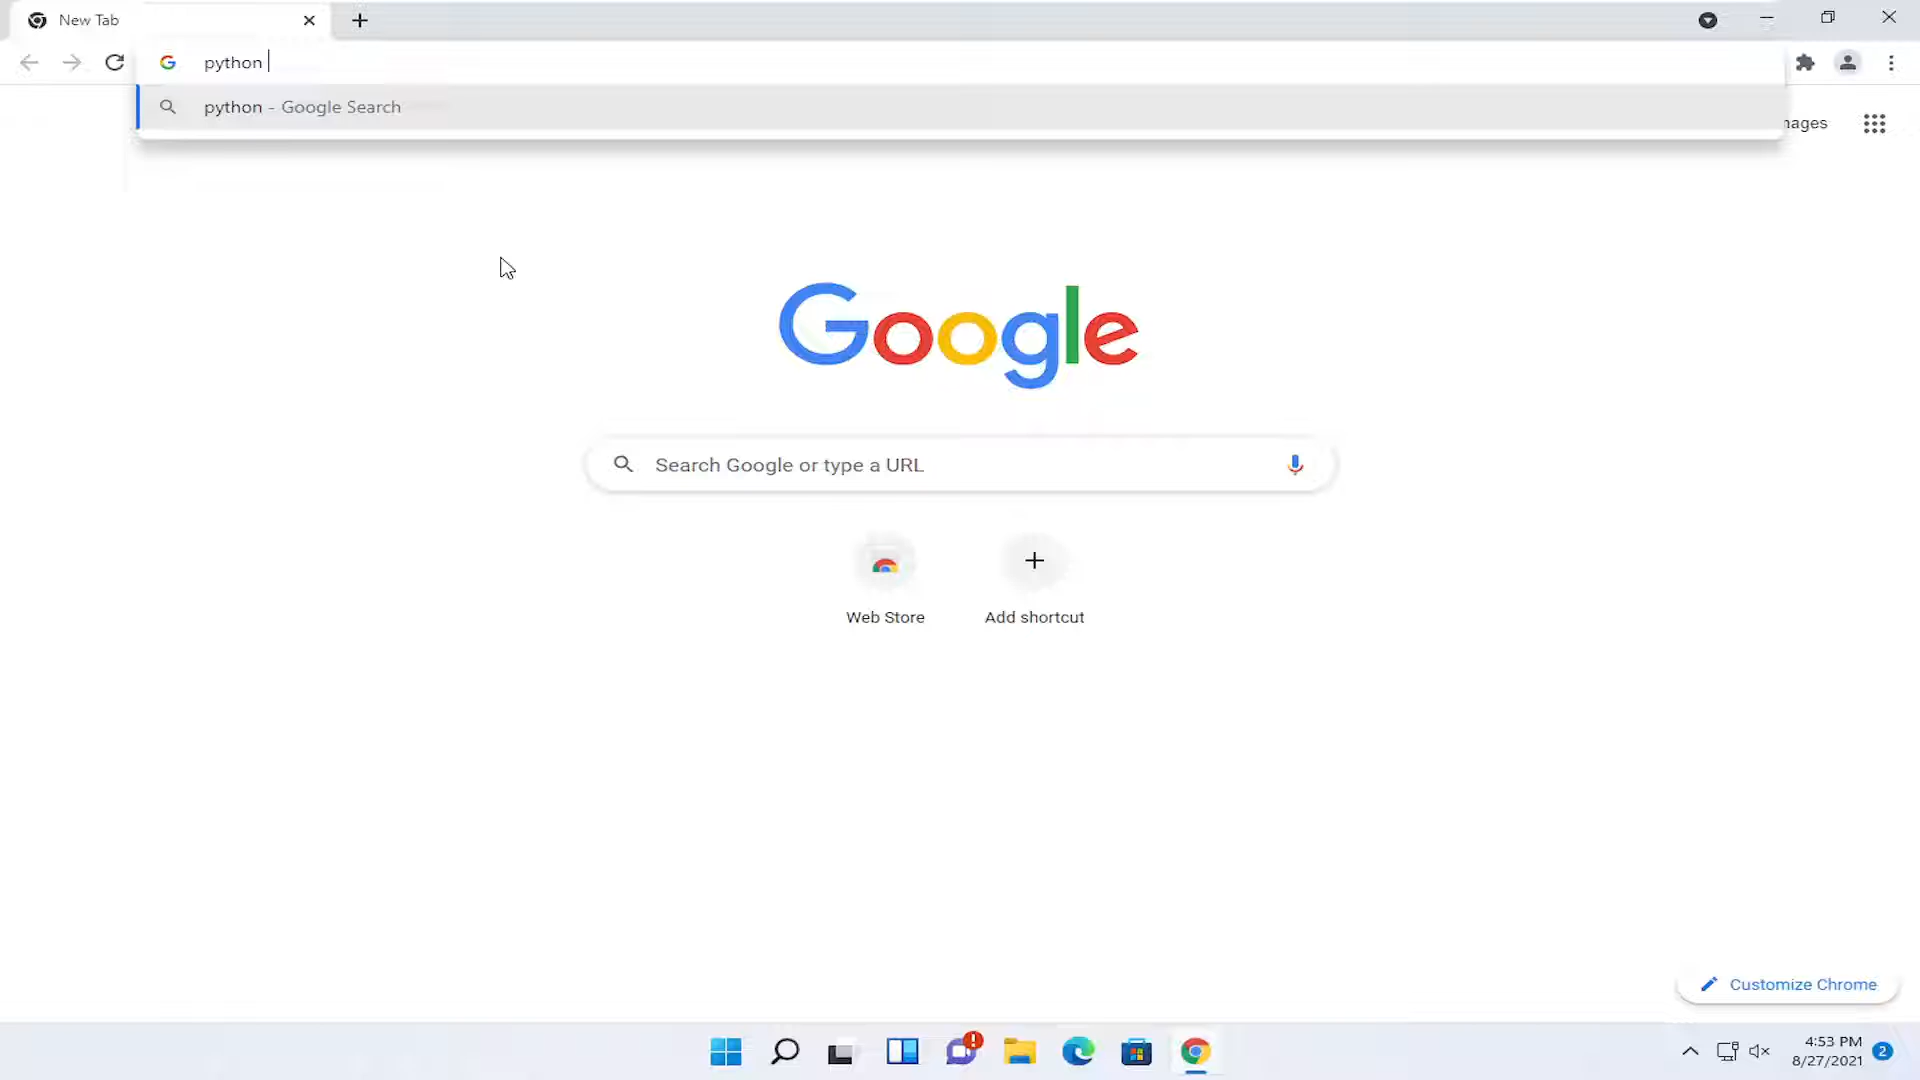 New Tab
python
python - Google Search
mages
Google
Search Google or type a URL
Web Store
Add shortcut
Customize Chrome
4:53 PM
8/27/2021
2